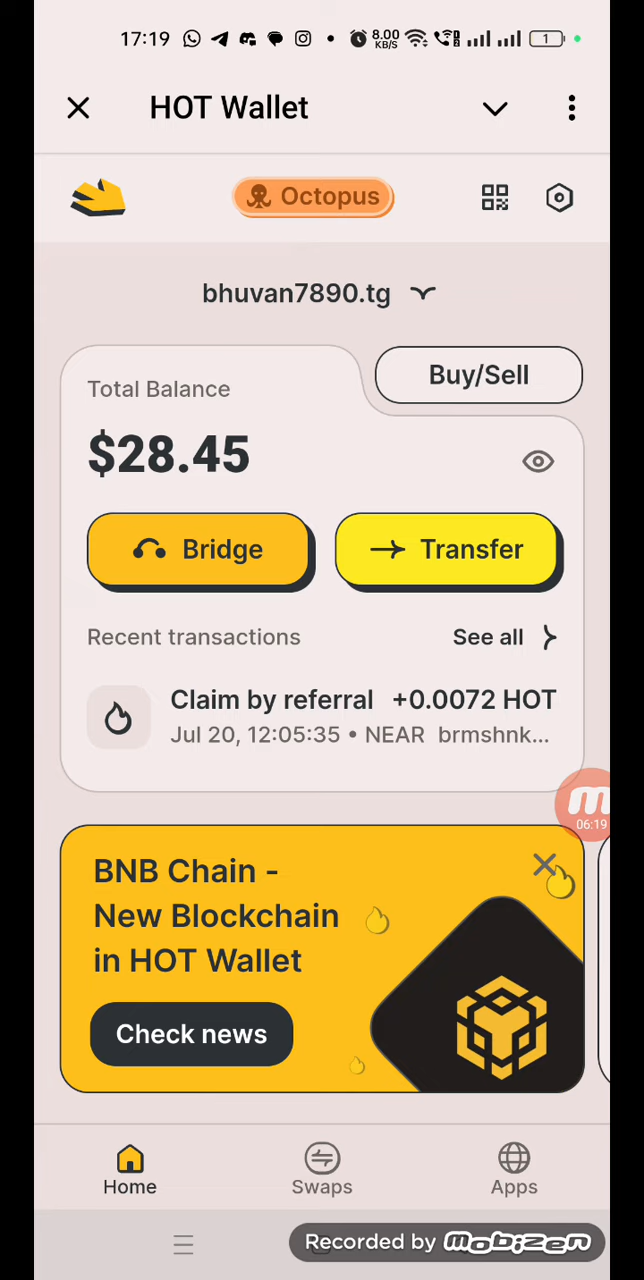 17:19 8.00 KB/S 1
HOT Wallet
Octopus
bhuvan7890.tg
Total Balance
Buy/Sell
$28.45
Bridge
Transfer
Recent transactions
See all
Claim by referral +0.0072 HOT
Jul 20, 12:05:35 • NEAR brmshnk...
06:19
BNB Chain -
New Blockchain
in HOT Wallet
Check news
Home
Swaps
Apps
Recorded by mobizen